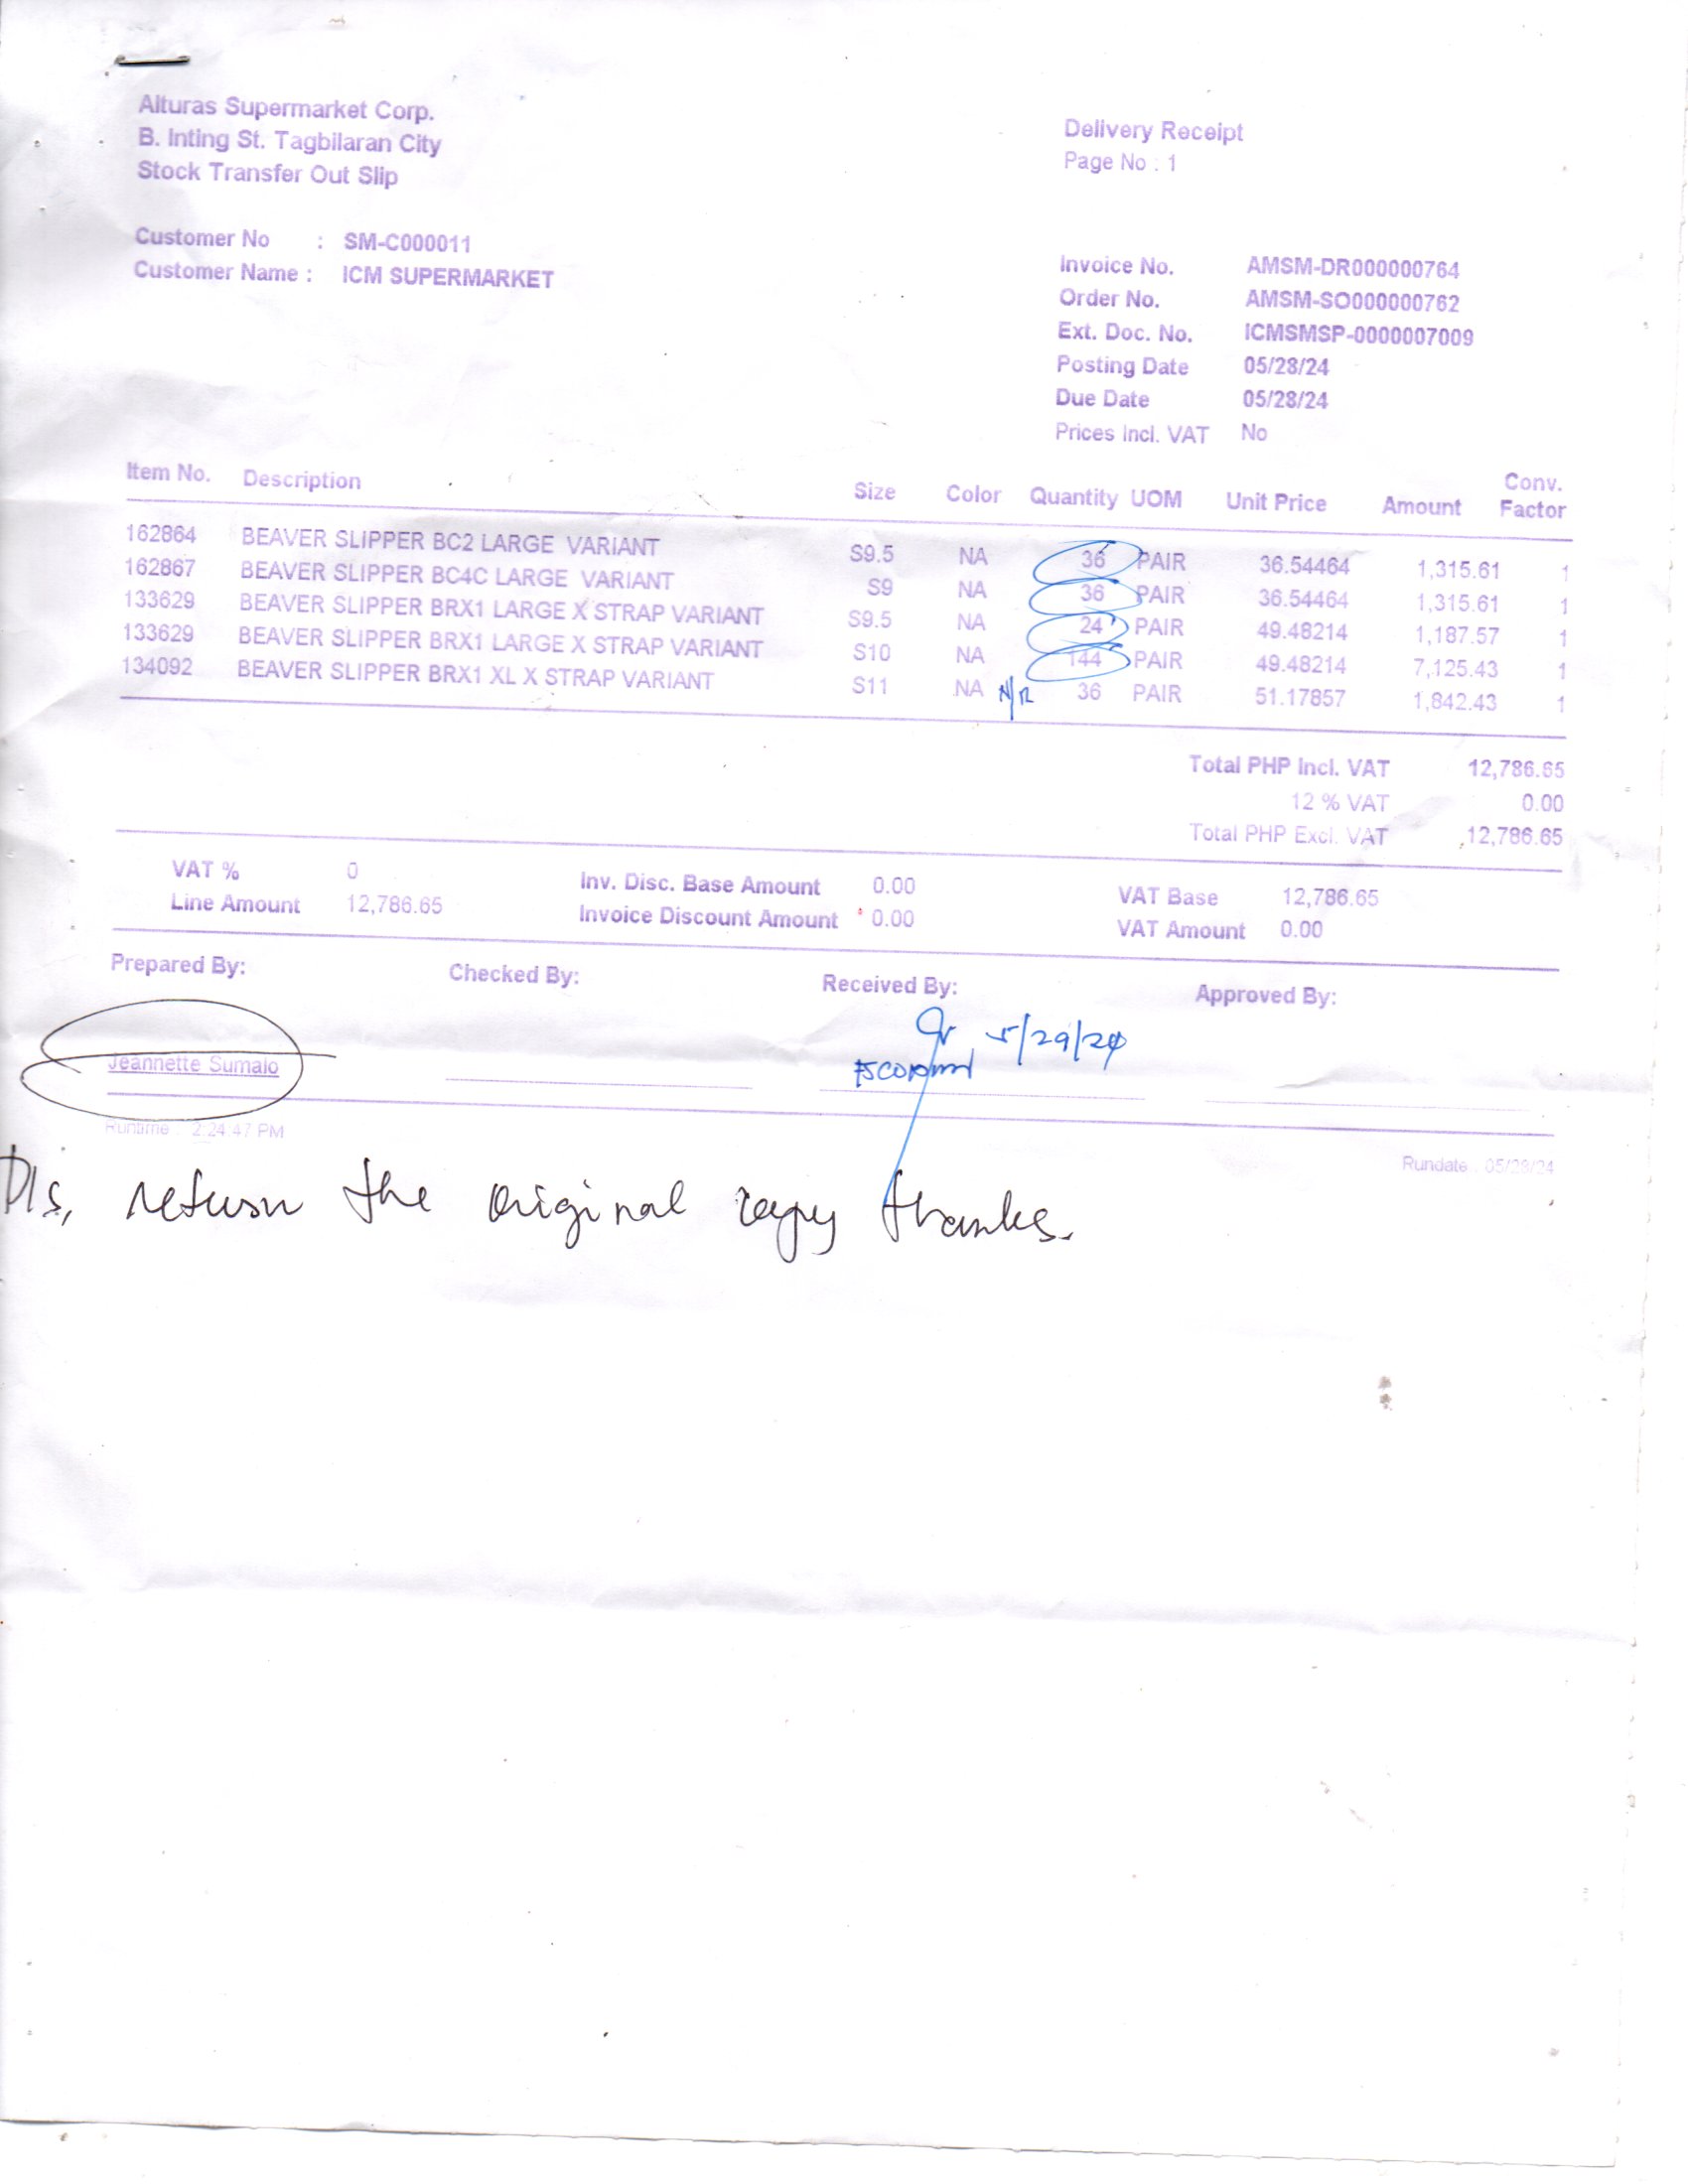 Alturas Supermarket Corp.
B. Inting St. Tagbilaran City
Stock Transfer Out Slip
Delivery Receipt
Page No : 1
Customer No : SM-C000011
Customer Name : ICM SUPERMARKET
Invoice No. AMSM-DR000000764
Order No. AMSM-SO000000762
Ext. Doc. No. ICMSMSP-0000007009
Posting Date 05/28/24
Due Date 05/28/24
Prices Incl. VAT No
Item No. Description Size Color Quantity UOM Unit Price Amount Conv. Factor
162864 BEAVER SLIPPER BC2 LARGE VARIANT S9.5 NA 36 PAIR 36.54464 1,315.61 1
162867 BEAVER SLIPPER BC4C LARGE VARIANT S9 NA 36 PAIR 36.54464 1,315.61 1
133629 BEAVER SLIPPER BRX1 LARGE X STRAP VARIANT S9.5 NA 24 PAIR 49.48214 1,187.57 1
133629 BEAVER SLIPPER BRX1 LARGE X STRAP VARIANT S10 NA 144 PAIR 49.48214 7,125.43 1
134092 BEAVER SLIPPER BRX1 XL X STRAP VARIANT S11 NA N/R 36 PAIR 51.17857 1,842.43 1
Total PHP Incl. VAT 12,786.65
12 % VAT 0.00
Total PHP Excl. VAT 12,786.65
VAT % 0 Inv. Disc. Base Amount 0.00 VAT Base 12,786.65
Line Amount 12,786.65 Invoice Discount Amount 0.00 VAT Amount 0.00
Prepared By: Checked By: Received By: Approved By:
5/29/24
Jeannette Sumalo
Runtime : 2:24:47 PM
Rundate : 05/28/24
Pls, return the original copy thanks.